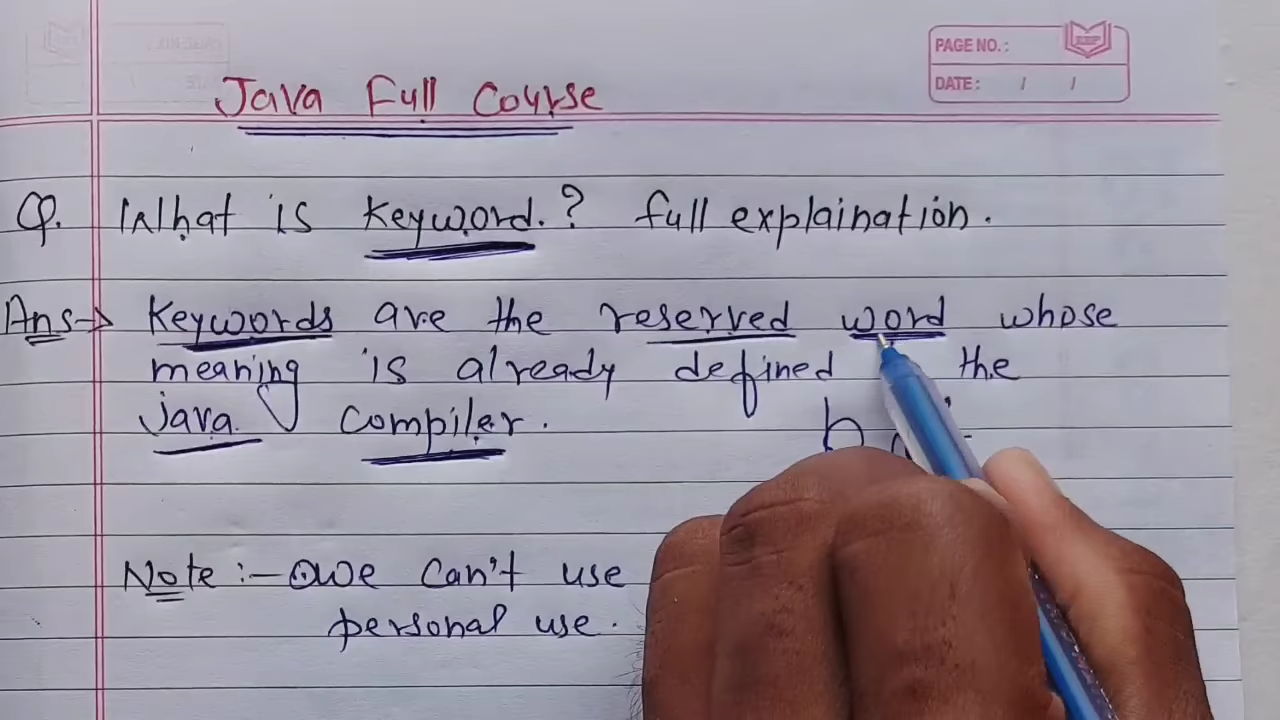 PAGE NO. :
DATE : / /
Java Full Course
Q. What is Keyword.? full explaination.
Ans-> Keywords are the reserved word whose
meaning is already defined the
java compiler.
Note :- ① we can't use
personal use.